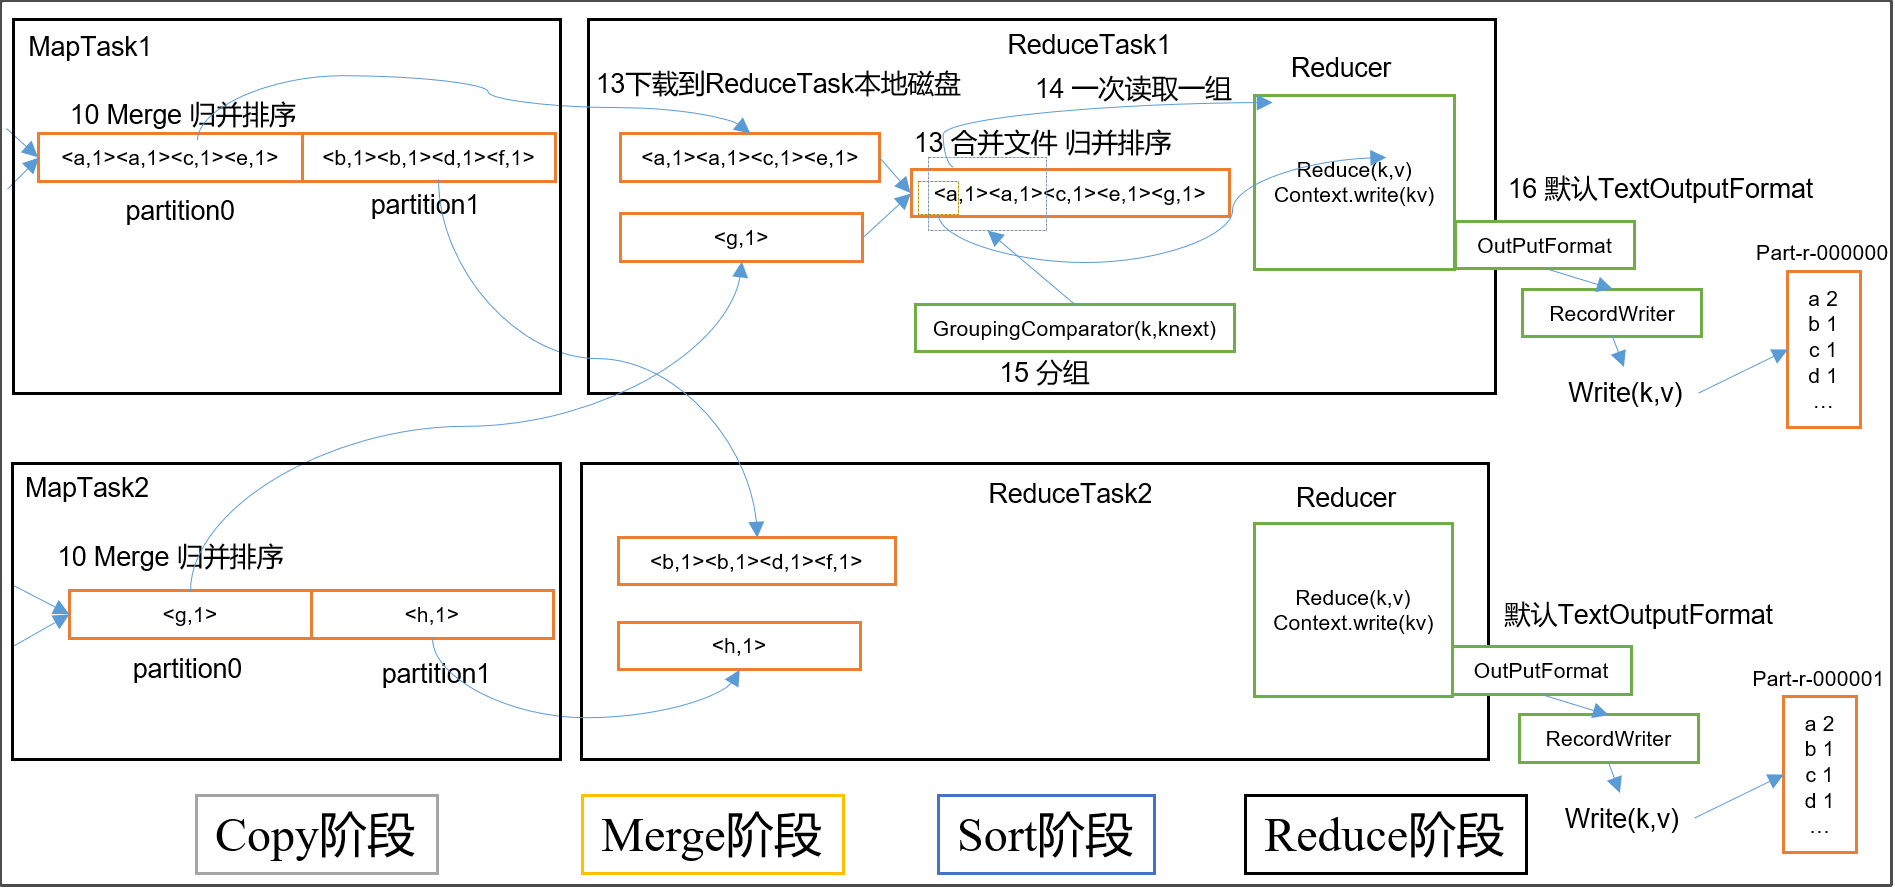 MapTask1
10 Merge 归并排序
<a,1><a,1><c,1><e,1>
<b,1><b,1><d,1><f,1>
partition0
partition1
ReduceTask1
13下载到ReduceTask本地磁盘
14 一次读取一组
Reducer
<a,1><a,1><c,1><e,1>
13 合并文件 归并排序
<a,1><a,1><c,1><e,1><g,1>
<g,1>
Reduce(k,v)
Context.write(kv)
GroupingComparator(k,knext)
15 分组
16 默认TextOutputFormat
OutPutFormat
RecordWriter
Write(k,v)
Part-r-000000
a 2
b 1
c 1
d 1
...
MapTask2
10 Merge 归并排序
<g,1>
<h,1>
partition0
partition1
ReduceTask2
Reducer
<b,1><b,1><d,1><f,1>
<h,1>
Reduce(k,v)
Context.write(kv)
默认TextOutputFormat
OutPutFormat
RecordWriter
Write(k,v)
Part-r-000001
a 2
b 1
c 1
d 1
...
Copy阶段
Merge阶段
Sort阶段
Reduce阶段